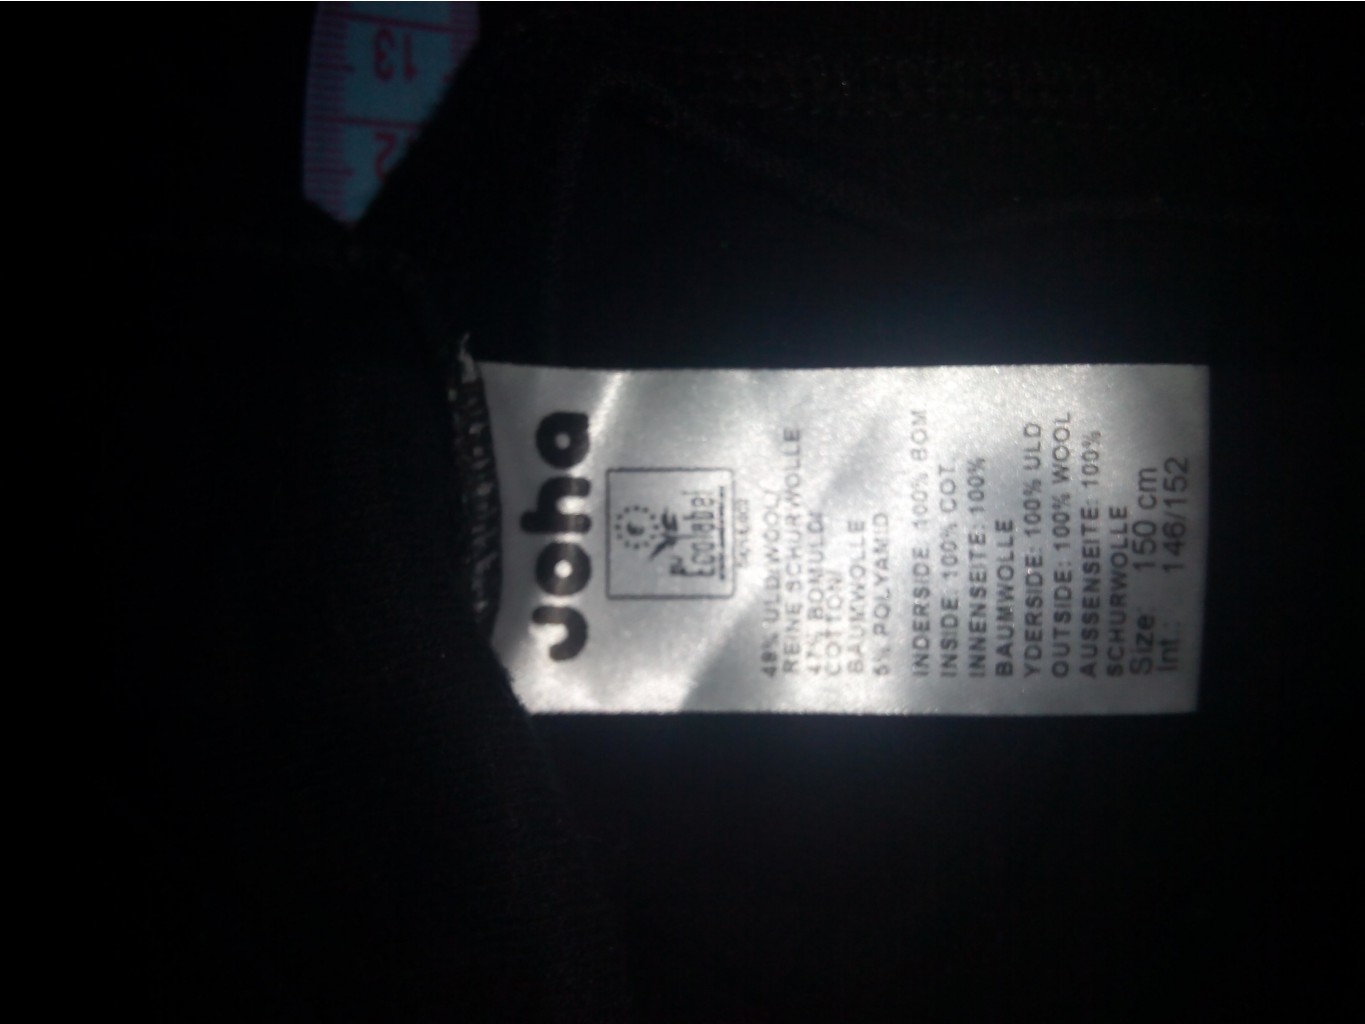 joha
EU
Ecolabel
48% ULD/WOOL/
REINE SCHURWOLLE
47% BOMULD/
COTTON/
BAUMWOLLE
5% POLYAMID
INDERSIDE: 100% BOM
INSIDE: 100% COT.
INNENSEITE: 100%
BAUMWOLLE
YDERSIDE: 100% ULD
OUTSIDE: 100% WOOL
AUSSENSEITE: 100%
SCHURWOLLE
Size: 150 cm
Int.: 146/152
13